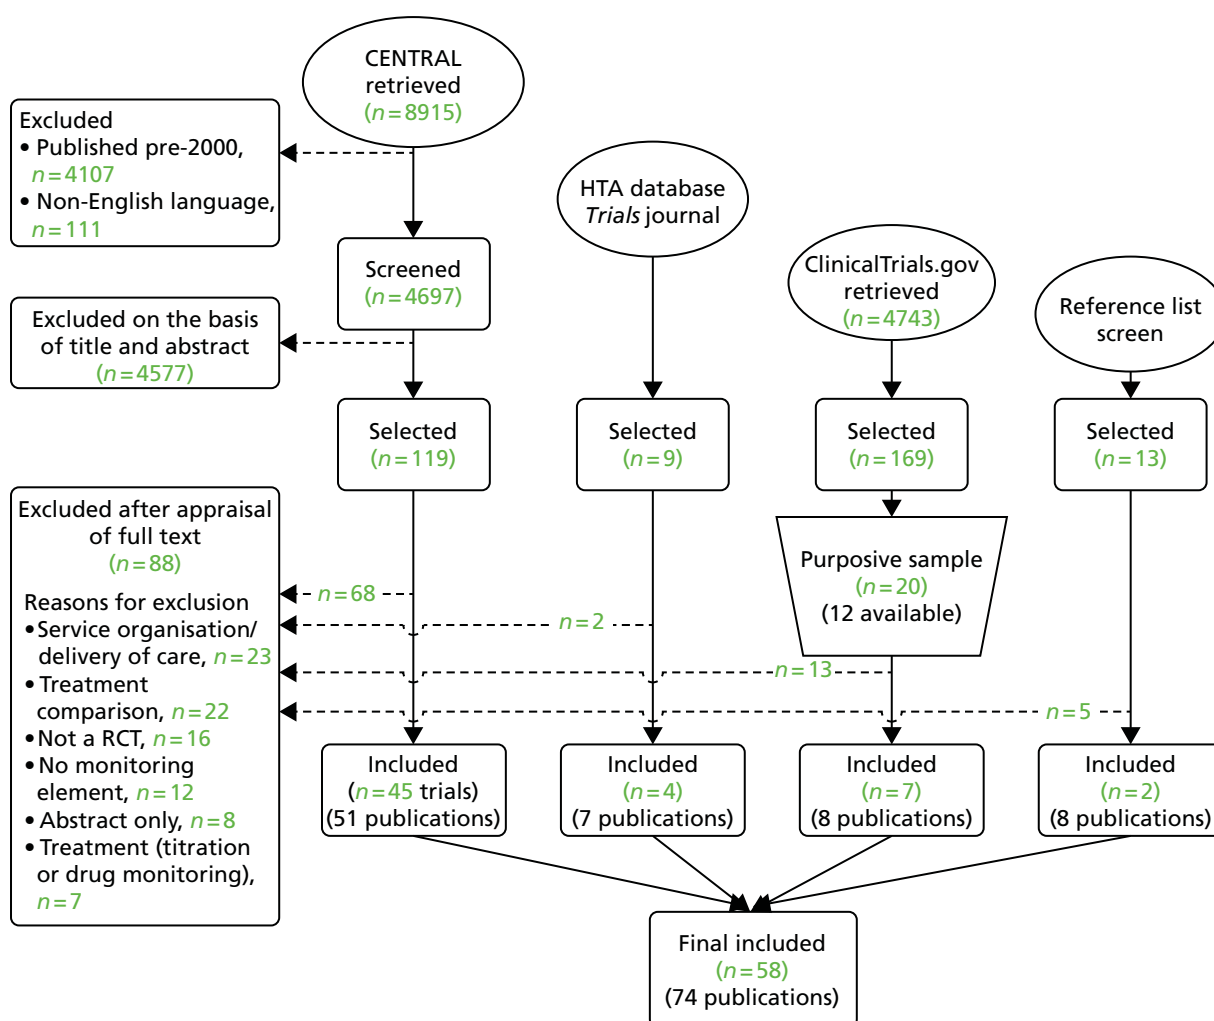 CENTRAL
retrieved
(n=8915)
Excluded
• Published pre-2000,
n=4107
• Non-English language,
n=111
HTA database
Trials journal
Screened
(n=4697)
ClinicalTrials.gov
retrieved
(n=4743)
Reference list
screen
Excluded on the basis
of title and abstract
(n=4577)
Selected
(n=119)
Selected
(n=9)
Selected
(n=169)
Selected
(n=13)
Excluded after appraisal
of full text
(n=88)
Reasons for exclusion
• Service organisation/
delivery of care, n=23
• Treatment
comparison, n=22
• Not a RCT, n=16
• No monitoring
element, n=12
• Abstract only, n=8
• Treatment (titration
or drug monitoring),
n=7
Purposive sample
(n=20)
(12 available)
n=68
n=2
n=13
n=5
Included
(n=45 trials)
(51 publications)
Included
(n=4)
(7 publications)
Included
(n=7)
(8 publications)
Included
(n=2)
(8 publications)
Final included
(n=58)
(74 publications)